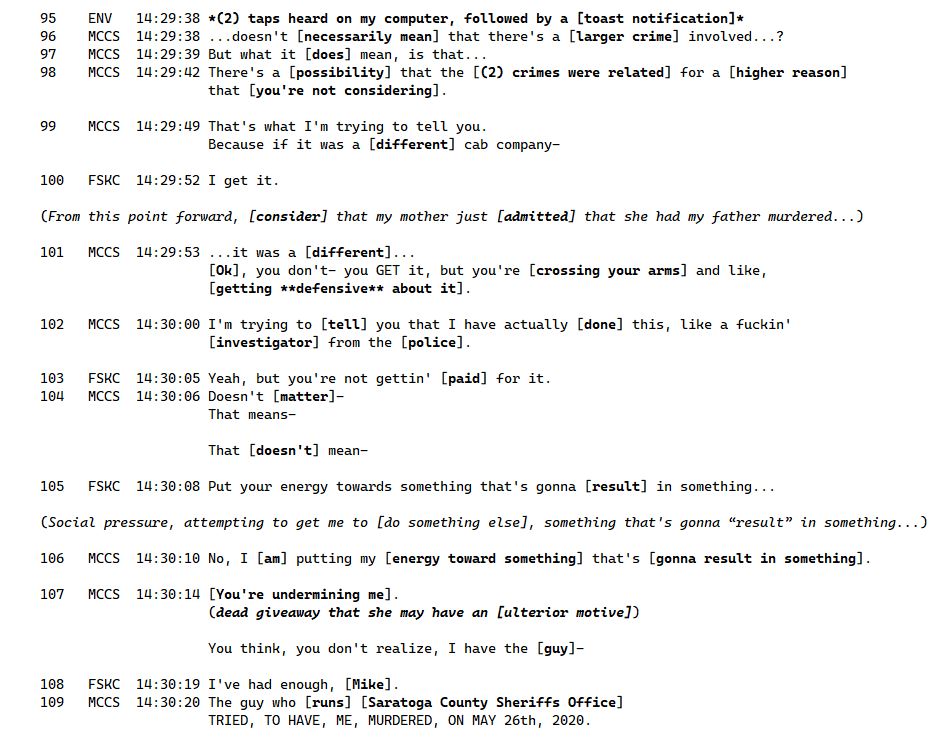 95 ENV 14:29:38 *(2) taps heard on my computer, followed by a [toast notification]*
96 MCCS 14:29:38 ...doesn't [necessarily mean] that there's a [larger crime] involved...?
97 MCCS 14:29:39 But what it [does] mean, is that...
98 MCCS 14:29:42 There's a [possibility] that the [(2) crimes were related] for a [higher reason]
that [you're not considering].
99 MCCS 14:29:49 That's what I'm trying to tell you.
Because if it was a [different] cab company-
100 FSKC 14:29:52 I get it.
(From this point forward, [consider] that my mother just [admitted] that she had my father murdered...)
101 MCCS 14:29:53 ...it was a [different]...
[Ok], you don't- you GET it, but you're [crossing your arms] and like,
[getting **defensive** about it].
102 MCCS 14:30:00 I'm trying to [tell] you that I have actually [done] this, like a fuckin'
[investigator] from the [police].
103 FSKC 14:30:05 Yeah, but you're not gettin' [paid] for it.
104 MCCS 14:30:06 Doesn't [matter]-
That means-
That [doesn't] mean-
105 FSKC 14:30:08 Put your energy towards something that's gonna [result] in something...
(Social pressure, attempting to get me to [do something else], something that's gonna “result” in something...)
106 MCCS 14:30:10 No, I [am] putting my [energy toward something] that's [gonna result in something].
107 MCCS 14:30:14 [You're undermining me].
(dead giveaway that she may have an [ulterior motive])
You think, you don't realize, I have the [guy]-
108 FSKC 14:30:19 I've had enough, [Mike].
109 MCCS 14:30:20 The guy who [runs] [Saratoga County Sheriffs Office]
TRIED, TO HAVE, ME, MURDERED, ON MAY 26th, 2020.